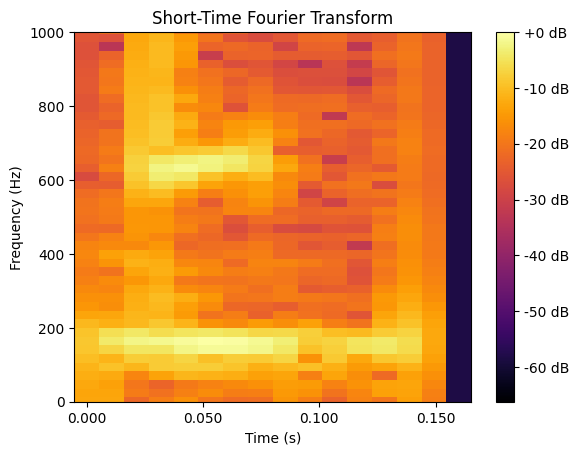 Short-Time Fourier Transform
1000
800
600
400
200
0
Frequency (Hz)
0.000
0.050
0.100
0.150
Time (s)
+0 dB
-10 dB
-20 dB
-30 dB
-40 dB
-50 dB
-60 dB